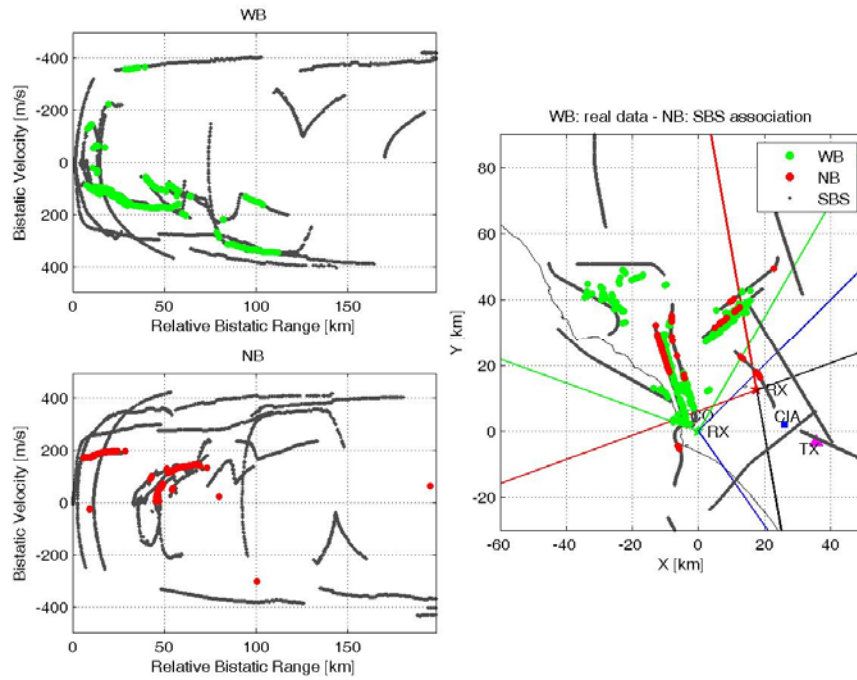 WB
-400
-200
0
200
400
Bistatic Velocity [m/s]
0 50 100 150
Relative Bistatic Range [km]
NB
400
200
0
-200
-400
Bistatic Velocity [m/s]
0 50 100 150
Relative Bistatic Range [km]
WB: real data - NB: SBS association
WB
NB
SBS
80
60
40
20
0
-20
Y [km]
RX
RX
CIA
TX
-60 -40 -20 0 20 40
X [km]